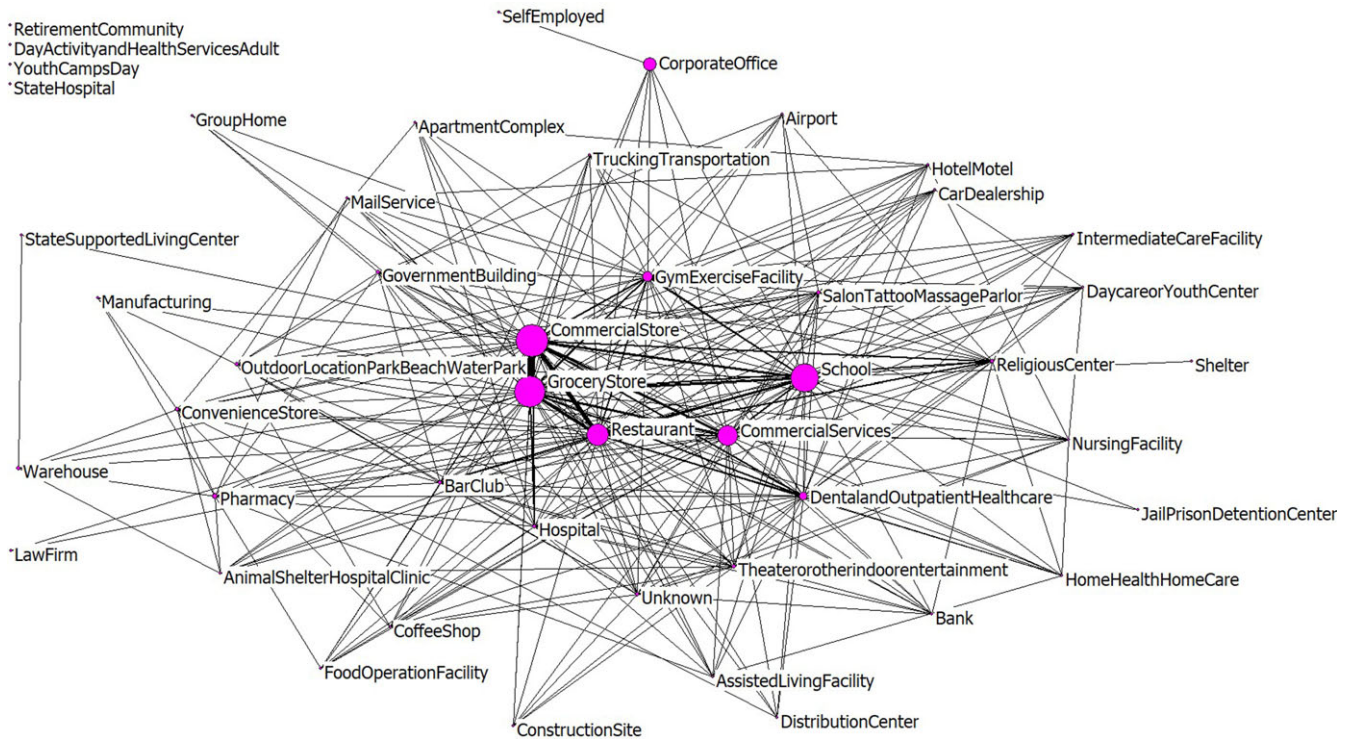 SelfEmployed
RetirementCommunity
DayActivityandHealthServicesAdult
YouthCampsDay
StateHospital
CorporateOffice
GroupHome
ApartmentComplex
Airport
TruckingTransportation
HotelMotel
CarDealership
MailService
StateSupportedLivingCenter
IntermediateCareFacility
GovernmentBuilding
GymExerciseFacility
SalonTattooMassageParlor
DaycareorYouthCenter
Manufacturing
CommercialStore
OutdoorLocationParkBeachWaterPark
School
ReligiousCenter
Shelter
GroceryStore
ConvenienceStore
Restaurant
CommercialServices
NursingFacility
Warehouse
Pharmacy
BarClub
DentalandOutpatientHealthcare
JailPrisonDetentionCenter
Hospital
LawFirm
AnimalShelterHospitalClinic
Theaterorotherindoorentertainment
HomeHealthHomeCare
Unknown
Bank
CoffeeShop
FoodOperationFacility
AssistedLivingFacility
DistributionCenter
ConstructionSite